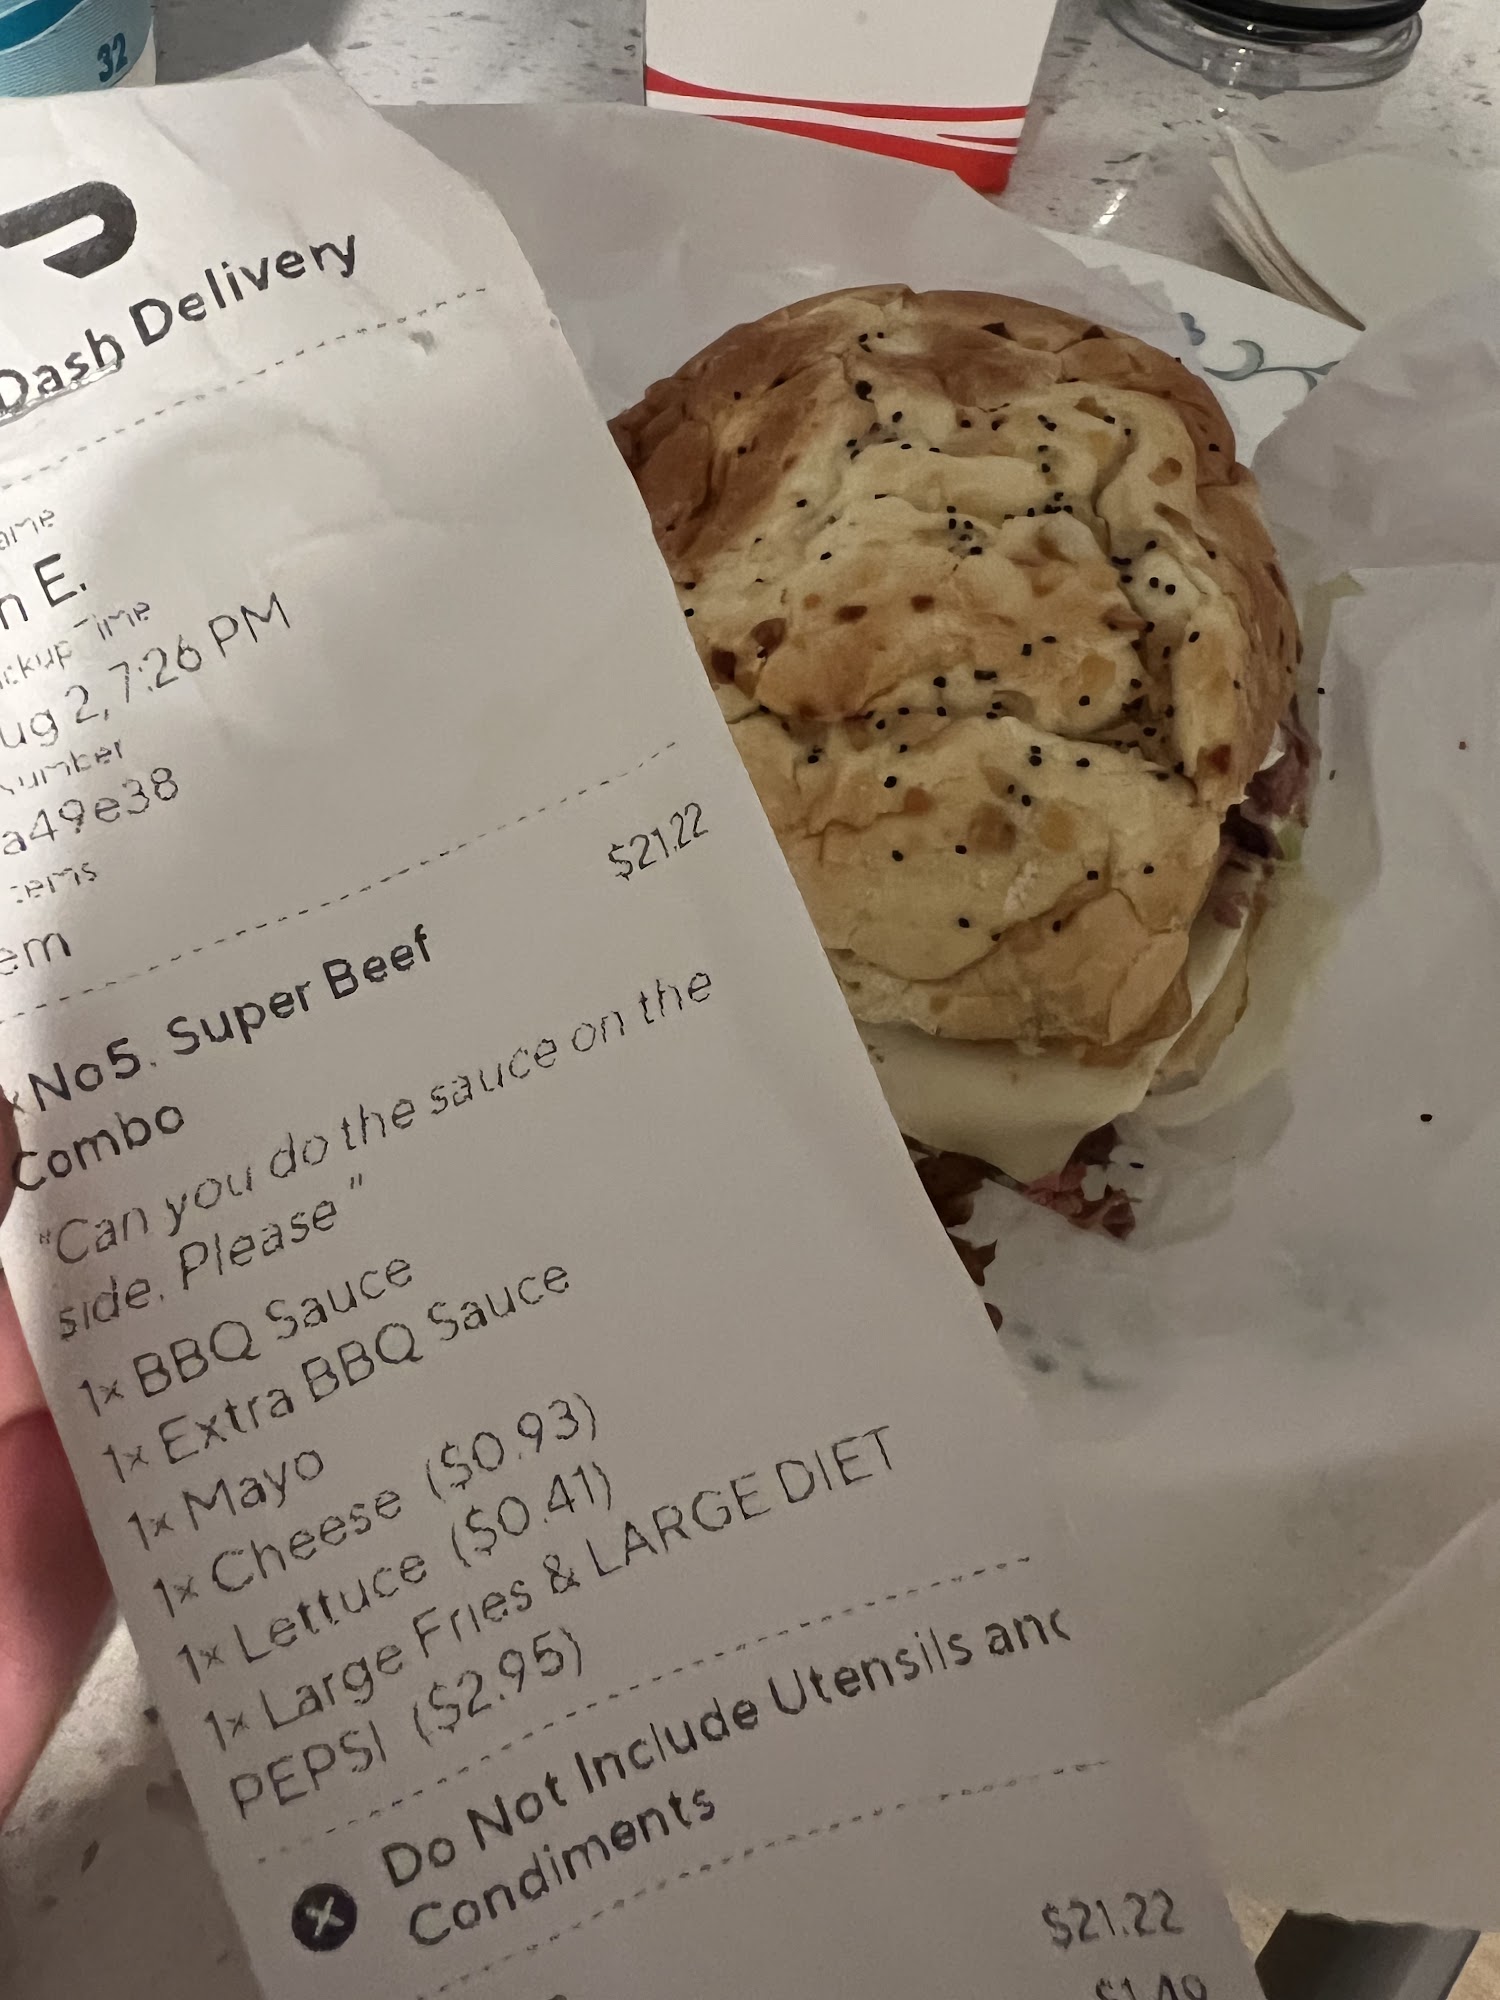 32
Dash Delivery
E.
7:26 PM
a49e38
$21.22
No5. Super Beef
Combo
"Can you do the sauce on the
side. Please"
1x BBQ Sauce
1x Extra BBQ Sauce
1x Mayo
1x Cheese ($0.93)
1x Lettuce ($0.41)
1x Large Fries & LARGE DIET
PEPSI ($2.95)
Do Not Include Utensils and
Condiments
$21.22